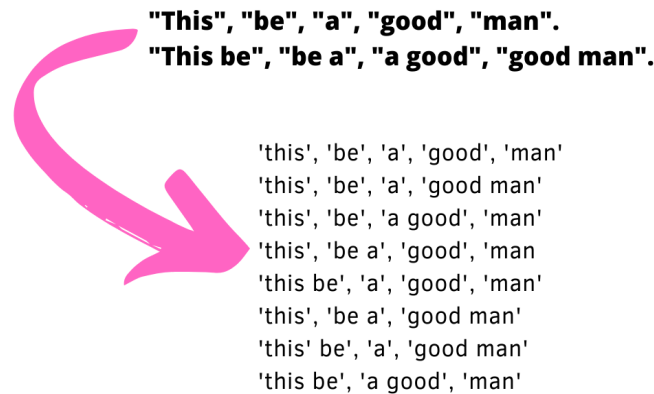 "This", "be", "a", "good", "man".
"This be", "be a", "a good", "good man".
'this', 'be', 'a', 'good', 'man'
'this', 'be', 'a', 'good man'
'this', 'be', 'a good', 'man'
'this', 'be a', 'good', 'man
'this be', 'a', 'good', 'man'
'this', 'be a', 'good man'
'this' be', 'a', 'good man'
'this be', 'a good', 'man'